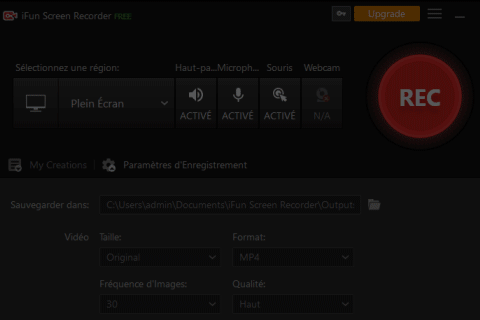 iFun Screen Recorder FREE
Upgrade
Sélectionnez une région: Haut-pa... Microph... Souris Webcam
Plein Écran
ACTIVÉ ACTIVÉ ACTIVÉ N/A
REC
My Creations Paramètres d'Enregistrement
Sauvegarder dans: C:\Users\admin\Documents\iFun Screen Recorder\Output
Vidéo Taille: Format:
Original MP4
Fréquence d'Images: Qualité:
30 Haut